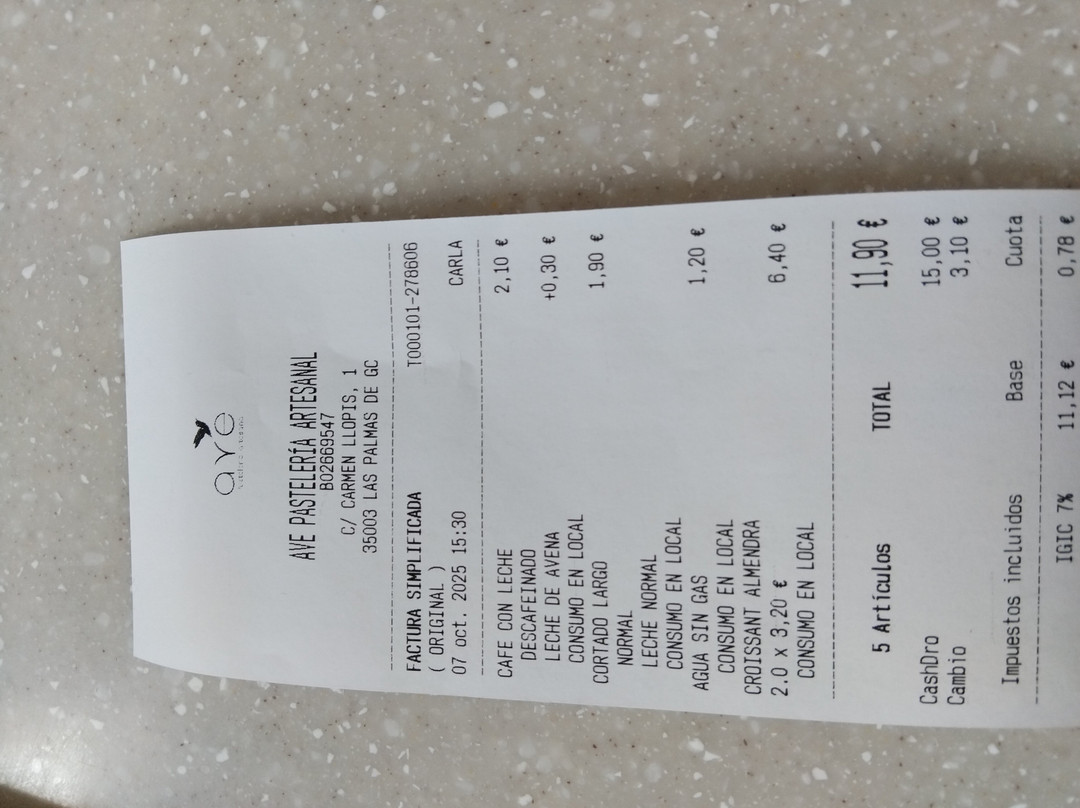 ave
AVE PASTELERÍA ARTESANAL
B02669547
C/ CARMEN LLOPIS, 1
35003 LAS PALMAS DE GC
FACTURA SIMPLIFICADA T000101-278606
( ORIGINAL )
07 oct. 2025 15:30 CARLA
CAFE CON LECHE 2,10 €
DESCAFEINADO
LECHE DE AVENA +0,30 €
CONSUMO EN LOCAL
CORTADO LARGO 1,90 €
NORMAL
LECHE NORMAL
CONSUMO EN LOCAL
AGUA SIN GAS 1,20 €
CONSUMO EN LOCAL
CROISSANT ALMENDRA
2.0 x 3,20 € 6,40 €
CONSUMO EN LOCAL
5 Artículos TOTAL 11,90 €
CashDro 15,00 €
Cambio 3,10 €
Impuestos incluidos Base Cuota
IGIC 7% 11,12 € 0,78 €